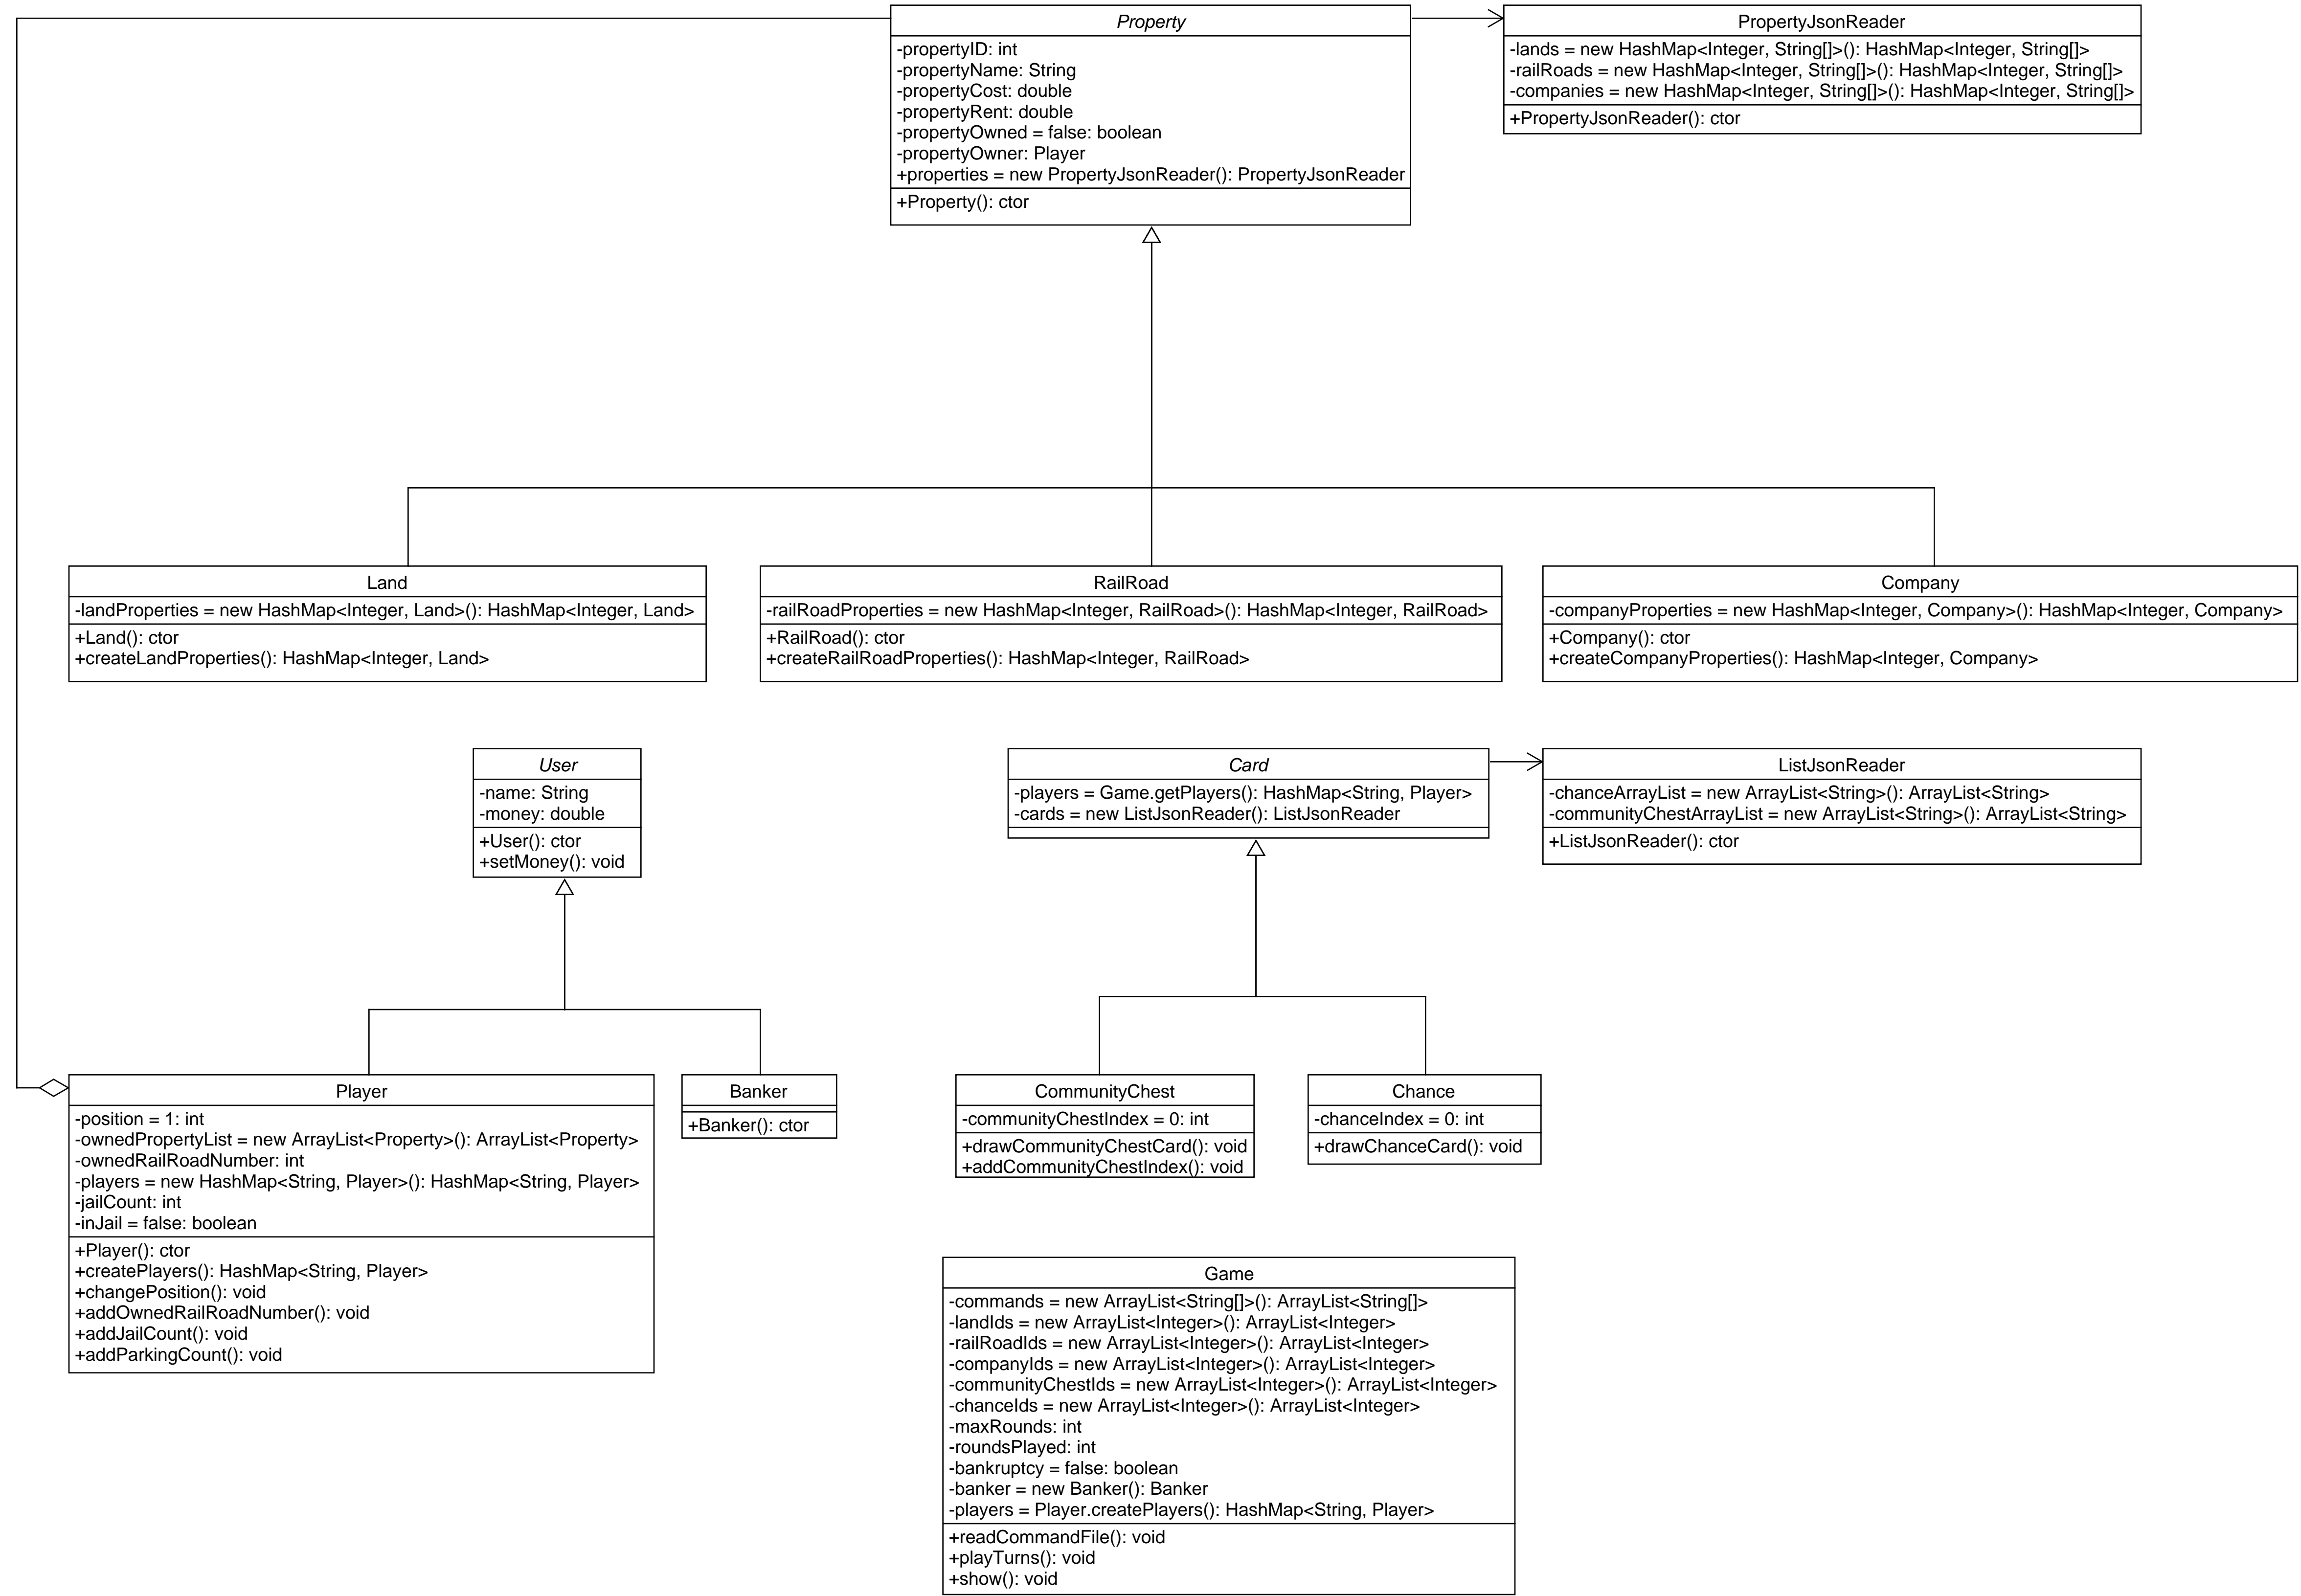 Property
-propertyID: int
-propertyName: String
-propertyCost: double
-propertyRent: double
-propertyOwned = false: boolean
-propertyOwner: Player
+properties = new PropertyJsonReader(): PropertyJsonReader
+Property(): ctor
PropertyJsonReader
-lands = new HashMap<Integer, String[]>(): HashMap<Integer, String[]>
-railRoads = new HashMap<Integer, String[]>(): HashMap<Integer, String[]>
-companies = new HashMap<Integer, String[]>(): HashMap<Integer, String[]>
+PropertyJsonReader(): ctor
Land
-landProperties = new HashMap<Integer, Land>(): HashMap<Integer, Land>
+Land(): ctor
+createLandProperties(): HashMap<Integer, Land>
RailRoad
-railRoadProperties = new HashMap<Integer, RailRoad>(): HashMap<Integer, RailRoad>
+RailRoad(): ctor
+createRailRoadProperties(): HashMap<Integer, RailRoad>
Company
-companyProperties = new HashMap<Integer, Company>(): HashMap<Integer, Company>
+Company(): ctor
+createCompanyProperties(): HashMap<Integer, Company>
User
-name: String
-money: double
+User(): ctor
+setMoney(): void
Card
-players = Game.getPlayers(): HashMap<String, Player>
-cards = new ListJsonReader(): ListJsonReader
ListJsonReader
-chanceArrayList = new ArrayList<String>(): ArrayList<String>
-communityChestArrayList = new ArrayList<String>(): ArrayList<String>
+ListJsonReader(): ctor
Player
-position = 1: int
-ownedPropertyList = new ArrayList<Property>(): ArrayList<Property>
-ownedRailRoadNumber: int
-players = new HashMap<String, Player>(): HashMap<String, Player>
-jailCount: int
-inJail = false: boolean
+Player(): ctor
+createPlayers(): HashMap<String, Player>
+changePosition(): void
+addOwnedRailRoadNumber(): void
+addJailCount(): void
+addParkingCount(): void
Banker
+Banker(): ctor
CommunityChest
-communityChestIndex = 0: int
+drawCommunityChestCard(): void
+addCommunityChestIndex(): void
Chance
-chanceIndex = 0: int
+drawChanceCard(): void
Game
-commands = new ArrayList<String[]>(): ArrayList<String[]>
-landIds = new ArrayList<Integer>(): ArrayList<Integer>
-railRoadIds = new ArrayList<Integer>(): ArrayList<Integer>
-companyIds = new ArrayList<Integer>(): ArrayList<Integer>
-communityChestIds = new ArrayList<Integer>(): ArrayList<Integer>
-chanceIds = new ArrayList<Integer>(): ArrayList<Integer>
-maxRounds: int
-roundsPlayed: int
-bankruptcy = false: boolean
-banker = new Banker(): Banker
-players = Player.createPlayers(): HashMap<String, Player>
+readCommandFile(): void
+playTurns(): void
+show(): void